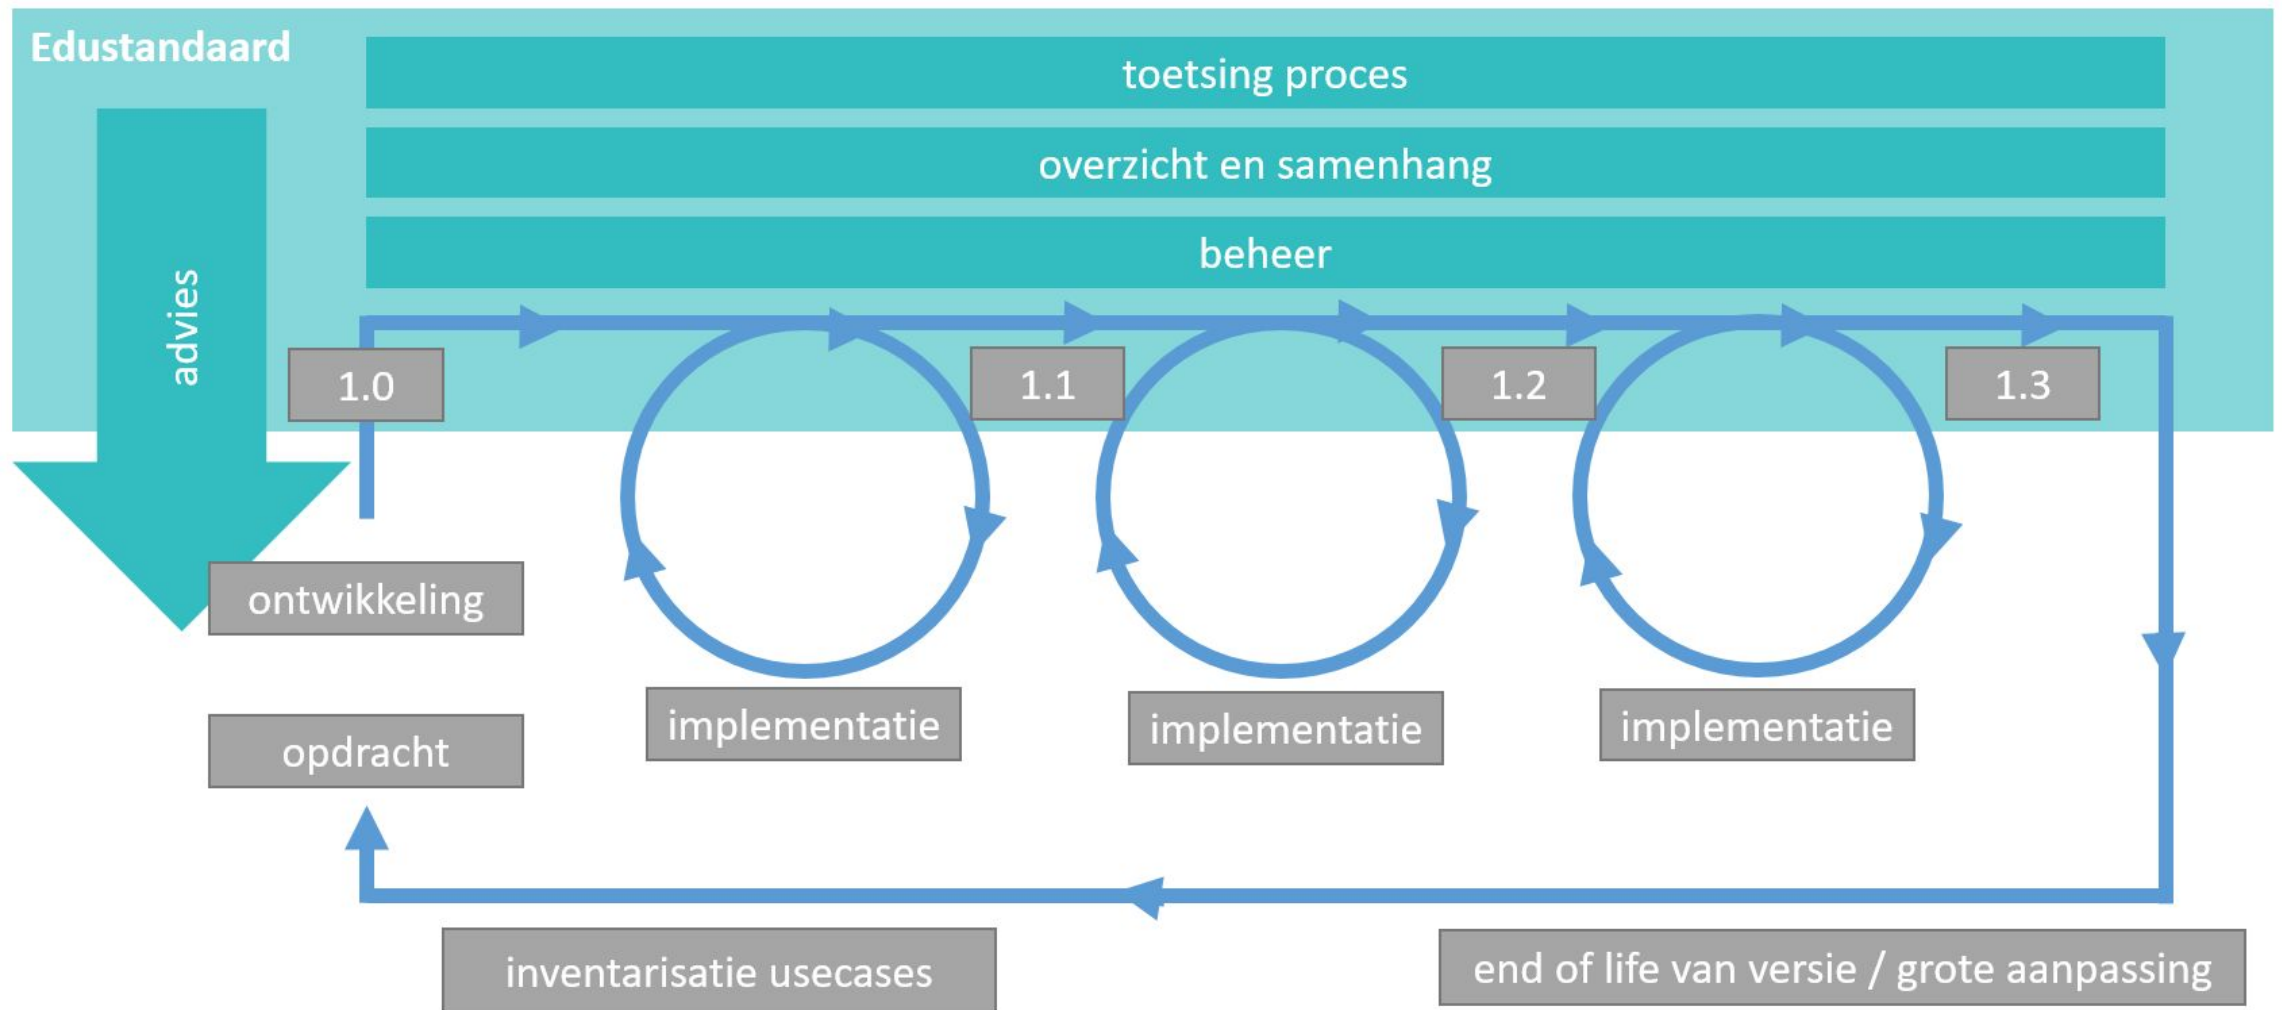 Edustandaard
toetsing proces
overzicht en samenhang
beheer
advies
1.0
1.1
1.2
1.3
ontwikkeling
opdracht
implementatie
implementatie
implementatie
inventarisatie usecases
end of life van versie / grote aanpassing